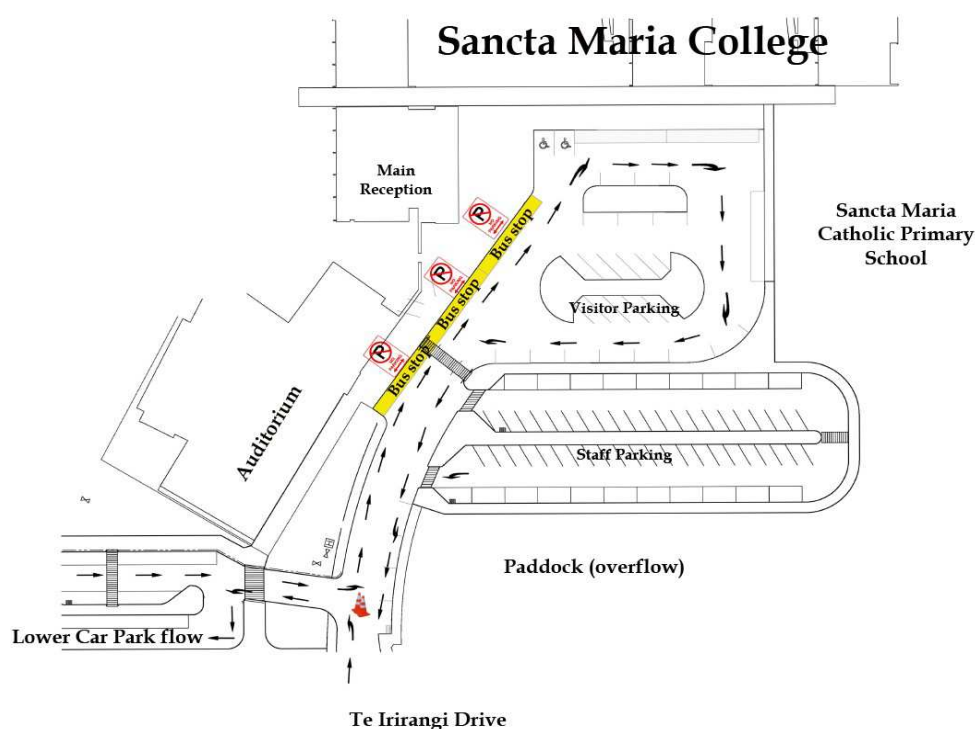 Sancta Maria College
Main
Reception
Sancta Maria
Catholic Primary
School
Bus stop
Bus stop
Bus stop
P
P
P
Visitor Parking
Auditorium
Staff Parking
Paddock (overflow)
Lower Car Park flow
Te Irirangi Drive